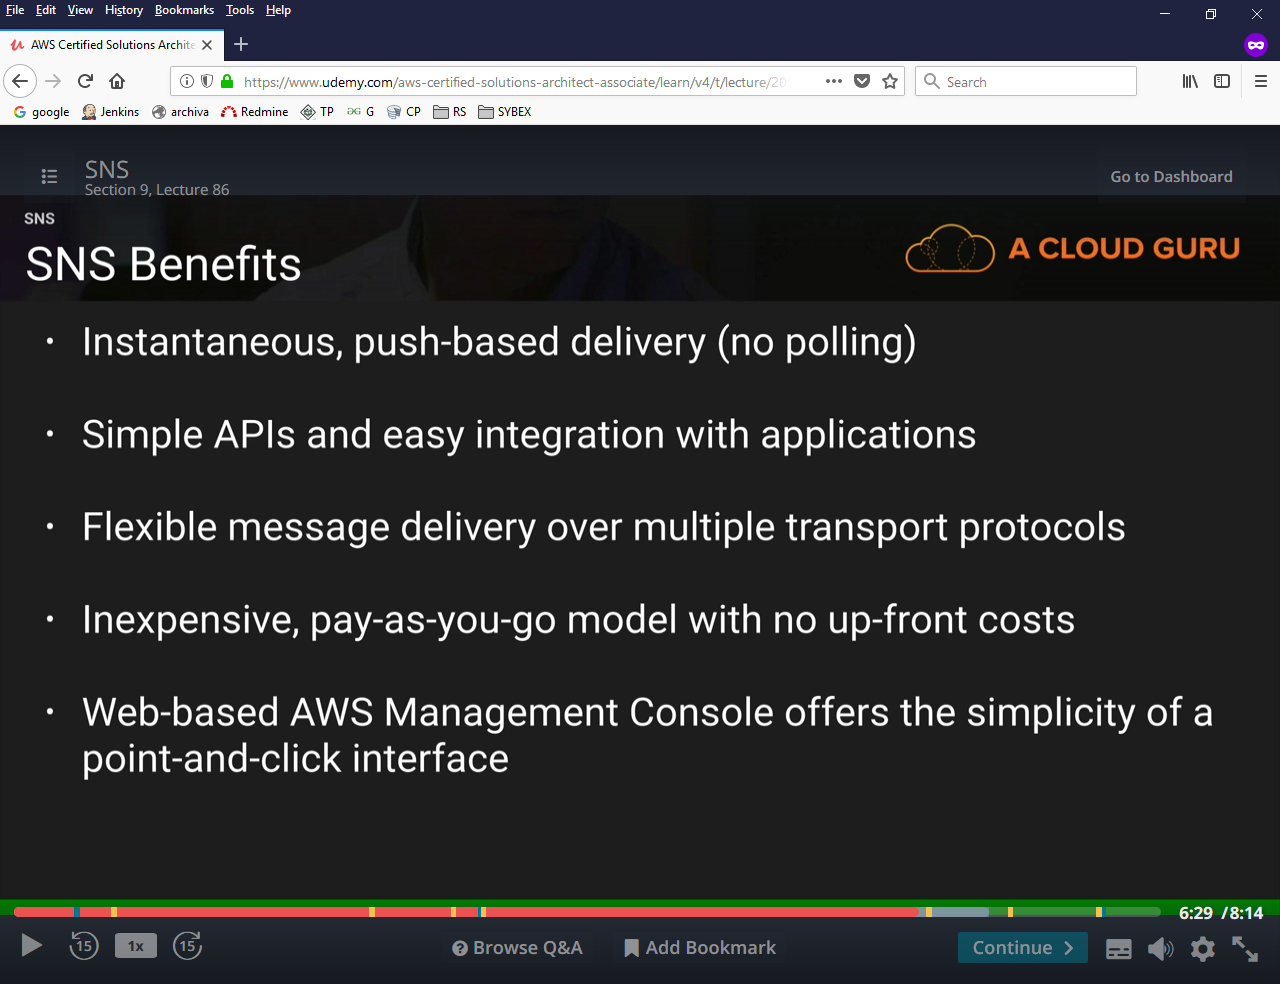 File Edit View History Bookmarks Tools Help
AWS Certified Solutions Archite
https://www.udemy.com/aws-certified-solutions-architect-associate/learn/v4/t/lecture/20
Search
google Jenkins archiva Redmine TP G CP RS SYBEX
SNS
Section 9, Lecture 86
Go to Dashboard
SNS
SNS Benefits
A CLOUD GURU
• Instantaneous, push-based delivery (no polling)
• Simple APIs and easy integration with applications
• Flexible message delivery over multiple transport protocols
• Inexpensive, pay-as-you-go model with no up-front costs
• Web-based AWS Management Console offers the simplicity of a
point-and-click interface
6:29 / 8:14
15 1x 15
Browse Q&A
Add Bookmark
Continue